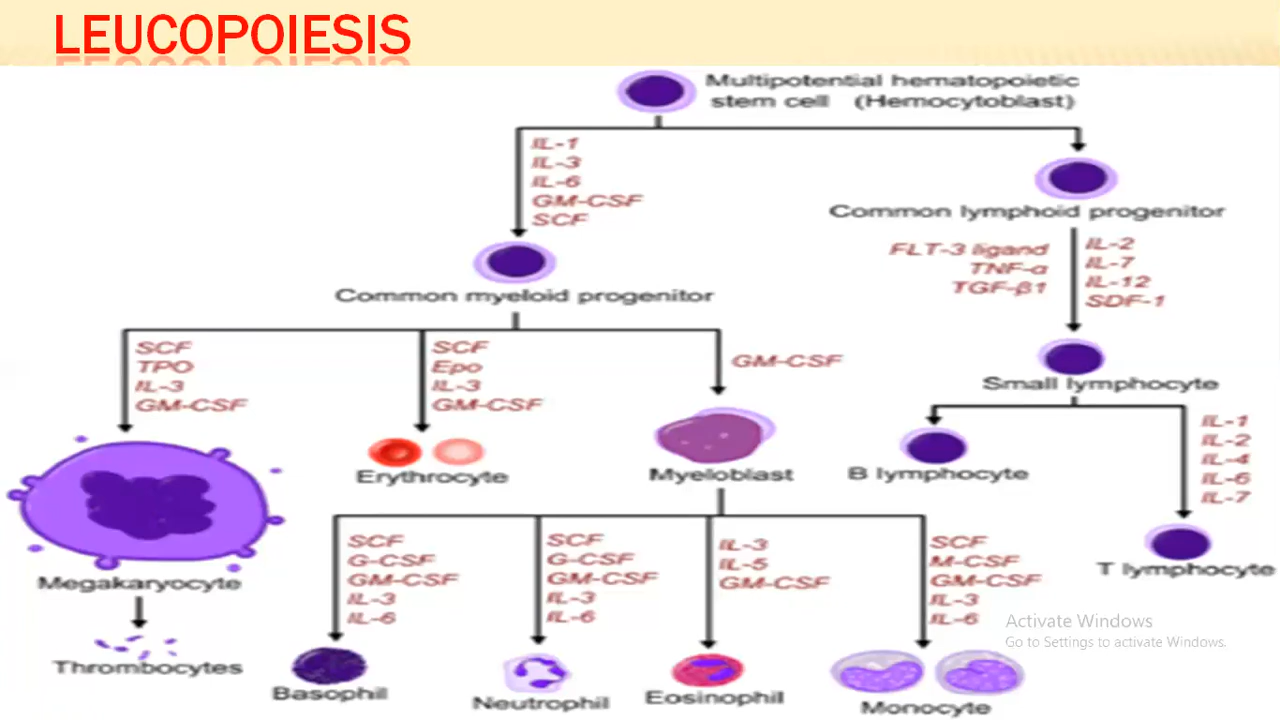 LEUCOPOIESIS
Multipotential hematopoietic
stem cell (Hemocytoblast)
IL-1
IL-3
IL-6
GM-CSF
SCF
Common lymphoid progenitor
FLT-3 ligand
TNF-α
TGF-β1
IL-2
IL-7
IL-12
SDF-1
Common myeloid progenitor
SCF
TPO
IL-3
GM-CSF
SCF
Epo
IL-3
GM-CSF
GM-CSF
Small lymphocyte
IL-1
IL-2
IL-4
IL-6
IL-7
Erythrocyte
Myeloblast
B lymphocyte
T lymphocyte
Megakaryocyte
SCF
G-CSF
GM-CSF
IL-3
IL-6
SCF
G-CSF
GM-CSF
IL-3
IL-6
IL-3
IL-5
GM-CSF
SCF
M-CSF
GM-CSF
IL-3
IL-6
Activate Windows
Go to Settings to activate Windows.
Thrombocytes
Basophil
Neutrophil
Eosinophil
Monocyte